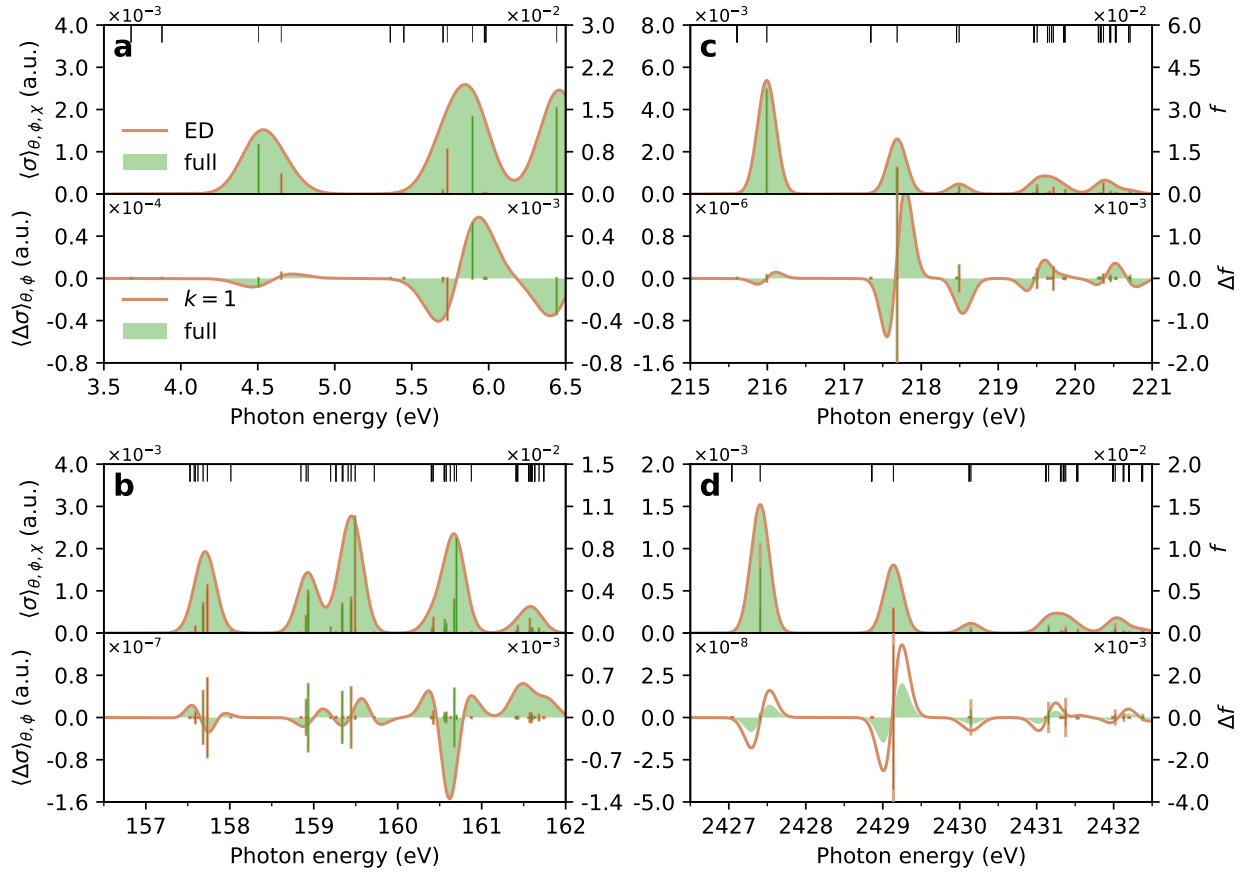 ×10⁻³ ×10⁻²
a
4.0 3.0
3.0 2.2
2.0 1.5
1.0 0.8
0.0 0.0
⟨σ⟩θ,ϕ,χ (a.u.)
ED
full
×10⁻⁴ ×10⁻³
0.4 0.4
0.0 0.0
-0.4 -0.4
-0.8 -0.8
⟨Δσ⟩θ,ϕ (a.u.)
k = 1
full
3.5 4.0 4.5 5.0 5.5 6.0 6.5
Photon energy (eV)
×10⁻³ ×10⁻²
c
8.0 6.0
6.0 4.5
4.0 3.0
2.0 1.5
0.0 0.0
f
×10⁻⁶ ×10⁻³
0.8 1.0
0.0 0.0
-0.8 -1.0
-1.6 -2.0
Δf
215 216 217 218 219 220 221
Photon energy (eV)
×10⁻³ ×10⁻²
b
4.0 1.5
3.0 1.1
2.0 0.8
1.0 0.4
0.0 0.0
⟨σ⟩θ,ϕ,χ (a.u.)
×10⁻⁷ ×10⁻³
0.8 0.7
0.0 0.0
-0.8 -0.7
-1.6 -1.4
⟨Δσ⟩θ,ϕ (a.u.)
157 158 159 160 161 162
Photon energy (eV)
×10⁻³ ×10⁻²
d
2.0 2.0
1.5 1.5
1.0 1.0
0.5 0.5
0.0 0.0
f
×10⁻⁸ ×10⁻³
2.5 2.0
0.0 0.0
-2.5 -2.0
-5.0 -4.0
Δf
2427 2428 2429 2430 2431 2432
Photon energy (eV)